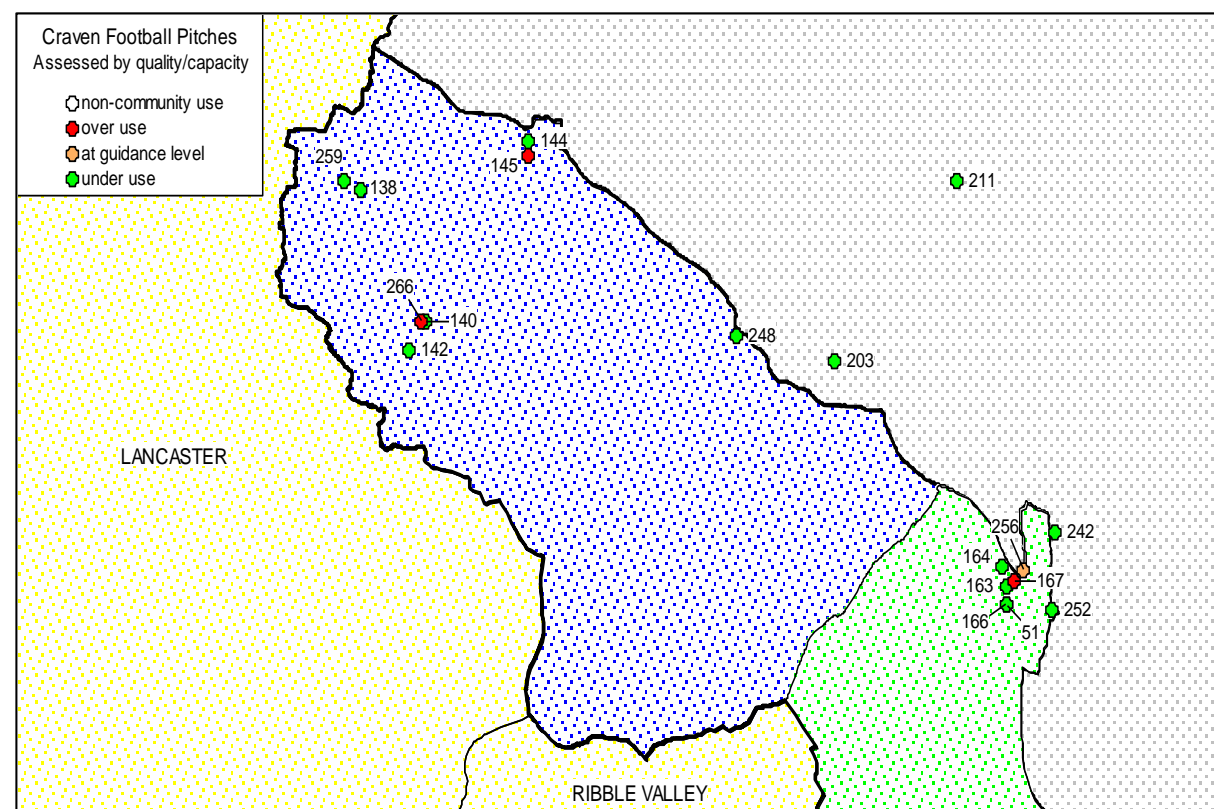 Craven Football Pitches
Assessed by quality/capacity
non-community use
over use
at guidance level
under use
144
145
259
138
211
266
140
142
248
203
LANCASTER
256
242
164
167
163
252
166
51
RIBBLE VALLEY